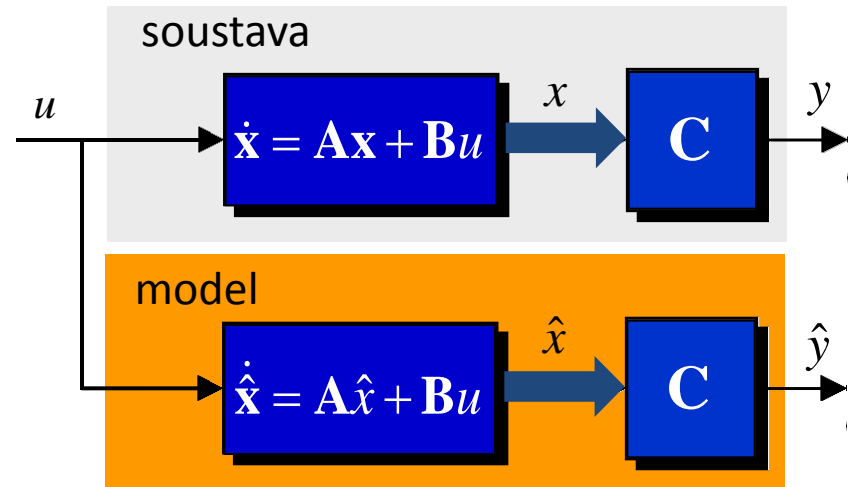 soustava
u
ẋ = Ax + Bu
x
C
y
model
x̂̇ = Ax̂ + Bu
x̂
C
ŷ